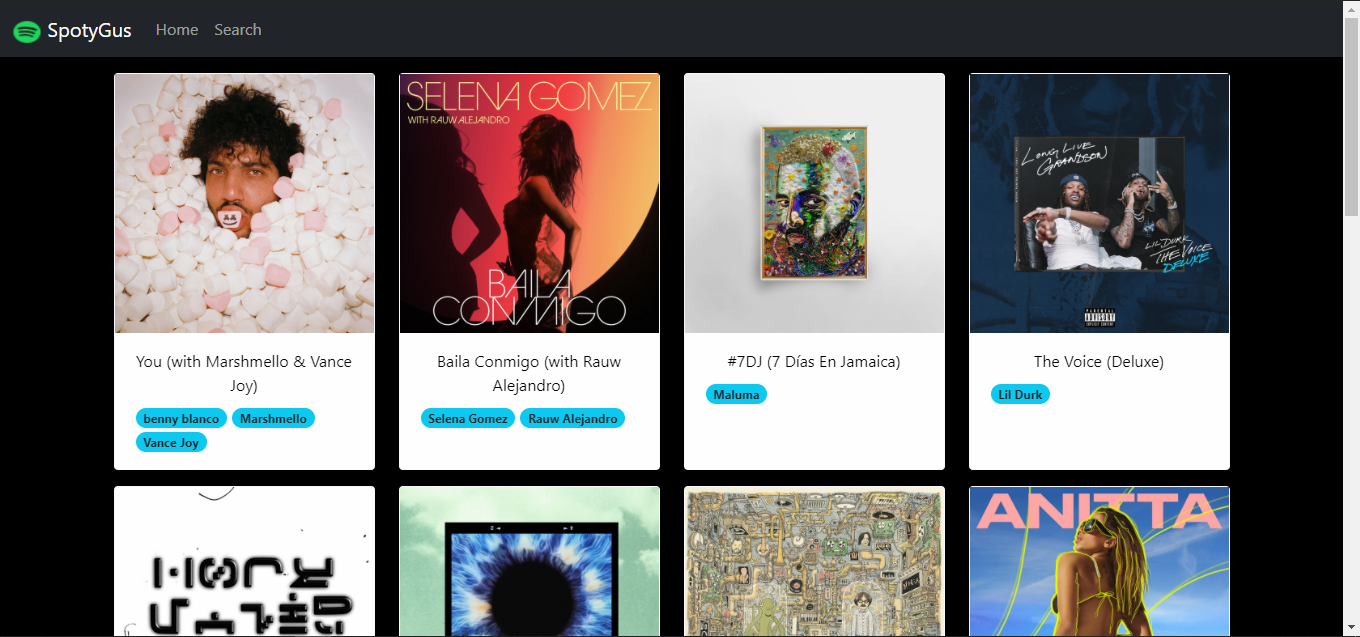 SpotyGus Home Search
SELENA GOMEZ
WITH RAUW ALEJANDRO
BAILA
CONMIGO
LONG LIVE
GRANDSON
LIL DURK
THE VOICE
DELUXE
PARENTAL
ADVISORY
EXPLICIT CONTENT
You (with Marshmello & Vance
Joy)
benny blanco Marshmello
Vance Joy
Baila Conmigo (with Rauw
Alejandro)
Selena Gomez Rauw Alejandro
#7DJ (7 Días En Jamaica)
Maluma
The Voice (Deluxe)
Lil Durk
ANITTA